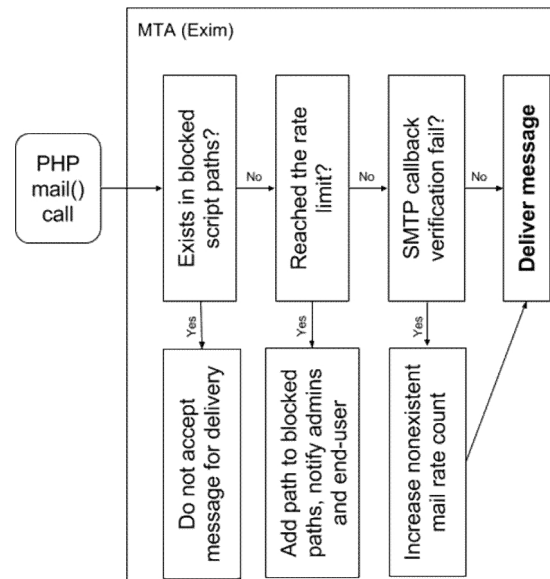 MTA (Exim)
PHP
mail()
call
Exists in blocked
script paths?
No
Reached the rate
limit?
No
SMTP callback
verification fail?
No
Deliver message
Yes
Yes
Yes
Do not accept
message for delivery
Add path to blocked
paths, notify admins
and end-user
Increase nonexistent
mail rate count